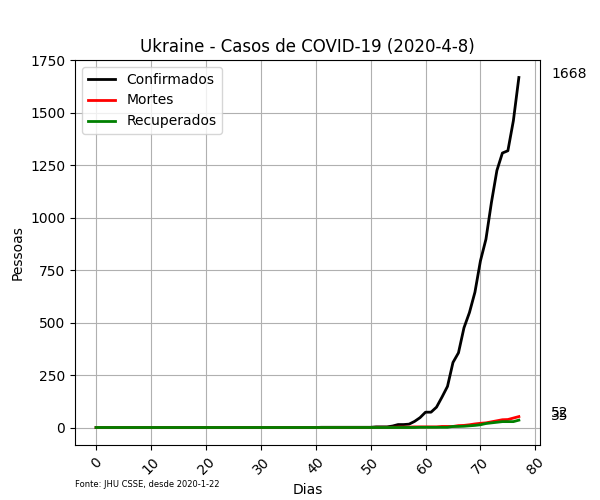 Ukraine - Casos de COVID-19 (2020-4-8)
1750
1500
1250
1000
750
500
250
0
Pessoas
Confirmados
Mortes
Recuperados
1668
52
35
0
10
20
30
40
50
60
70
80
Fonte: JHU CSSE, desde 2020-1-22
Dias